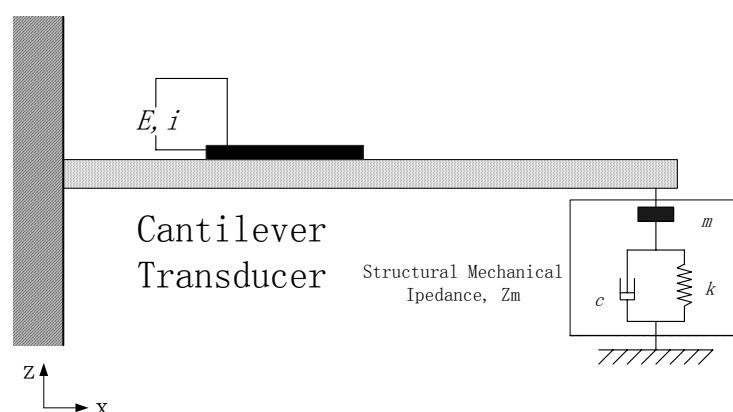 E, i
Cantilever
Transducer
Structural Mechanical
Ipedance, Zm
m
c
k
Z
x